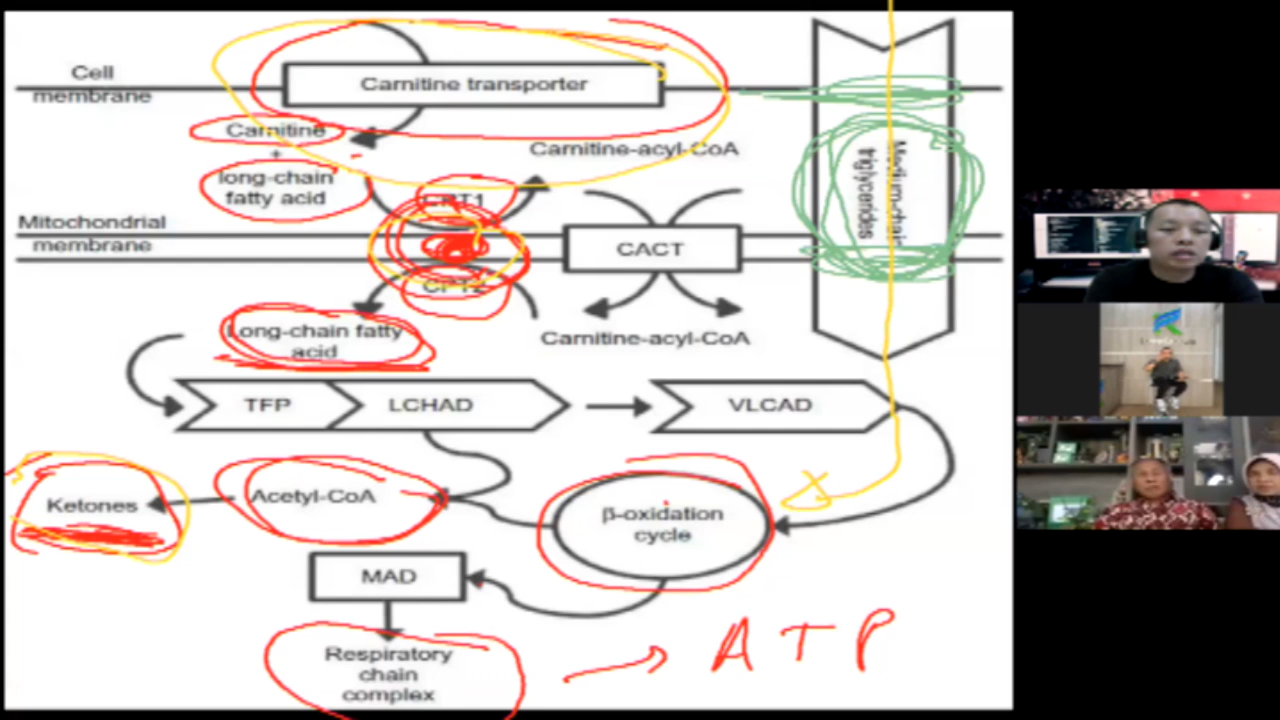 Cell
membrane
Carnitine transporter
Carnitine
+
long-chain
fatty acid
Carnitine-acyl-CoA
CPT1
Medium-chain
triglycerides
Mitochondrial
membrane
CACT
CPT2
Long-chain fatty
acid
Carnitine-acyl-CoA
TFP
LCHAD
VLCAD
Ketones
Acetyl-CoA
β-oxidation
cycle
MAD
Respiratory
chain
complex
ATP